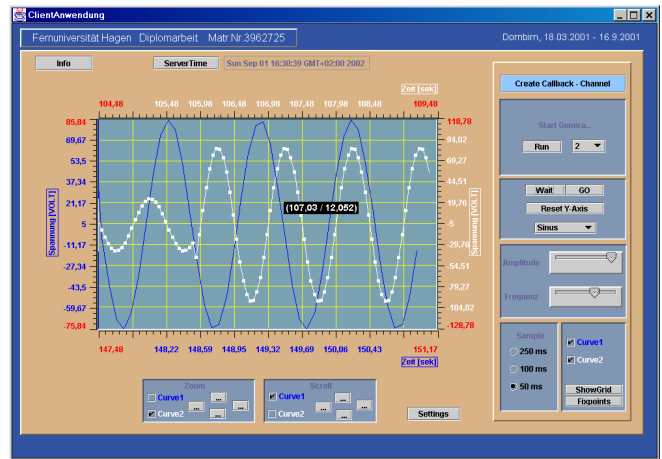 ClientAnwendung
Fernuniversität Hagen Diplomarbeit Matr.Nr.3962725
Dornbirn, 18.03.2001 - 16.9.2001
Info
ServerTime
Sun Sep 01 16:30:39 GMT+02:00 2002
Zeit [sek]
104,48 105,48 105,98 106,48 106,98 107,48 107,98 108,48 109,48
85,84
69,67
53,5
37,34
21,17
5
-11,17
-27,34
-43,5
-59,67
-75,84
Spannung [VOLT]
(107,03 / 12,052)
118,78
94,02
69,27
44,51
19,76
-5
-29,76
-54,51
-79,27
-104,02
-128,78
Spannung [VOLT]
147,48 148,22 148,59 148,95 149,32 149,69 150,06 150,43 151,17
Zeit [sek]
Zoom
Curve1
Curve2
... ... ... ...
Scroll
Curve1
Curve2
... ... ... ...
Settings
Create Callback - Channel
Start Genera...
Run 2
Wait GO
Reset Y-Axis
Sinus
Amplitude
Frequenz
Sample
250 ms
100 ms
50 ms
Curve1
Curve2
ShowGrid
Fixpoints